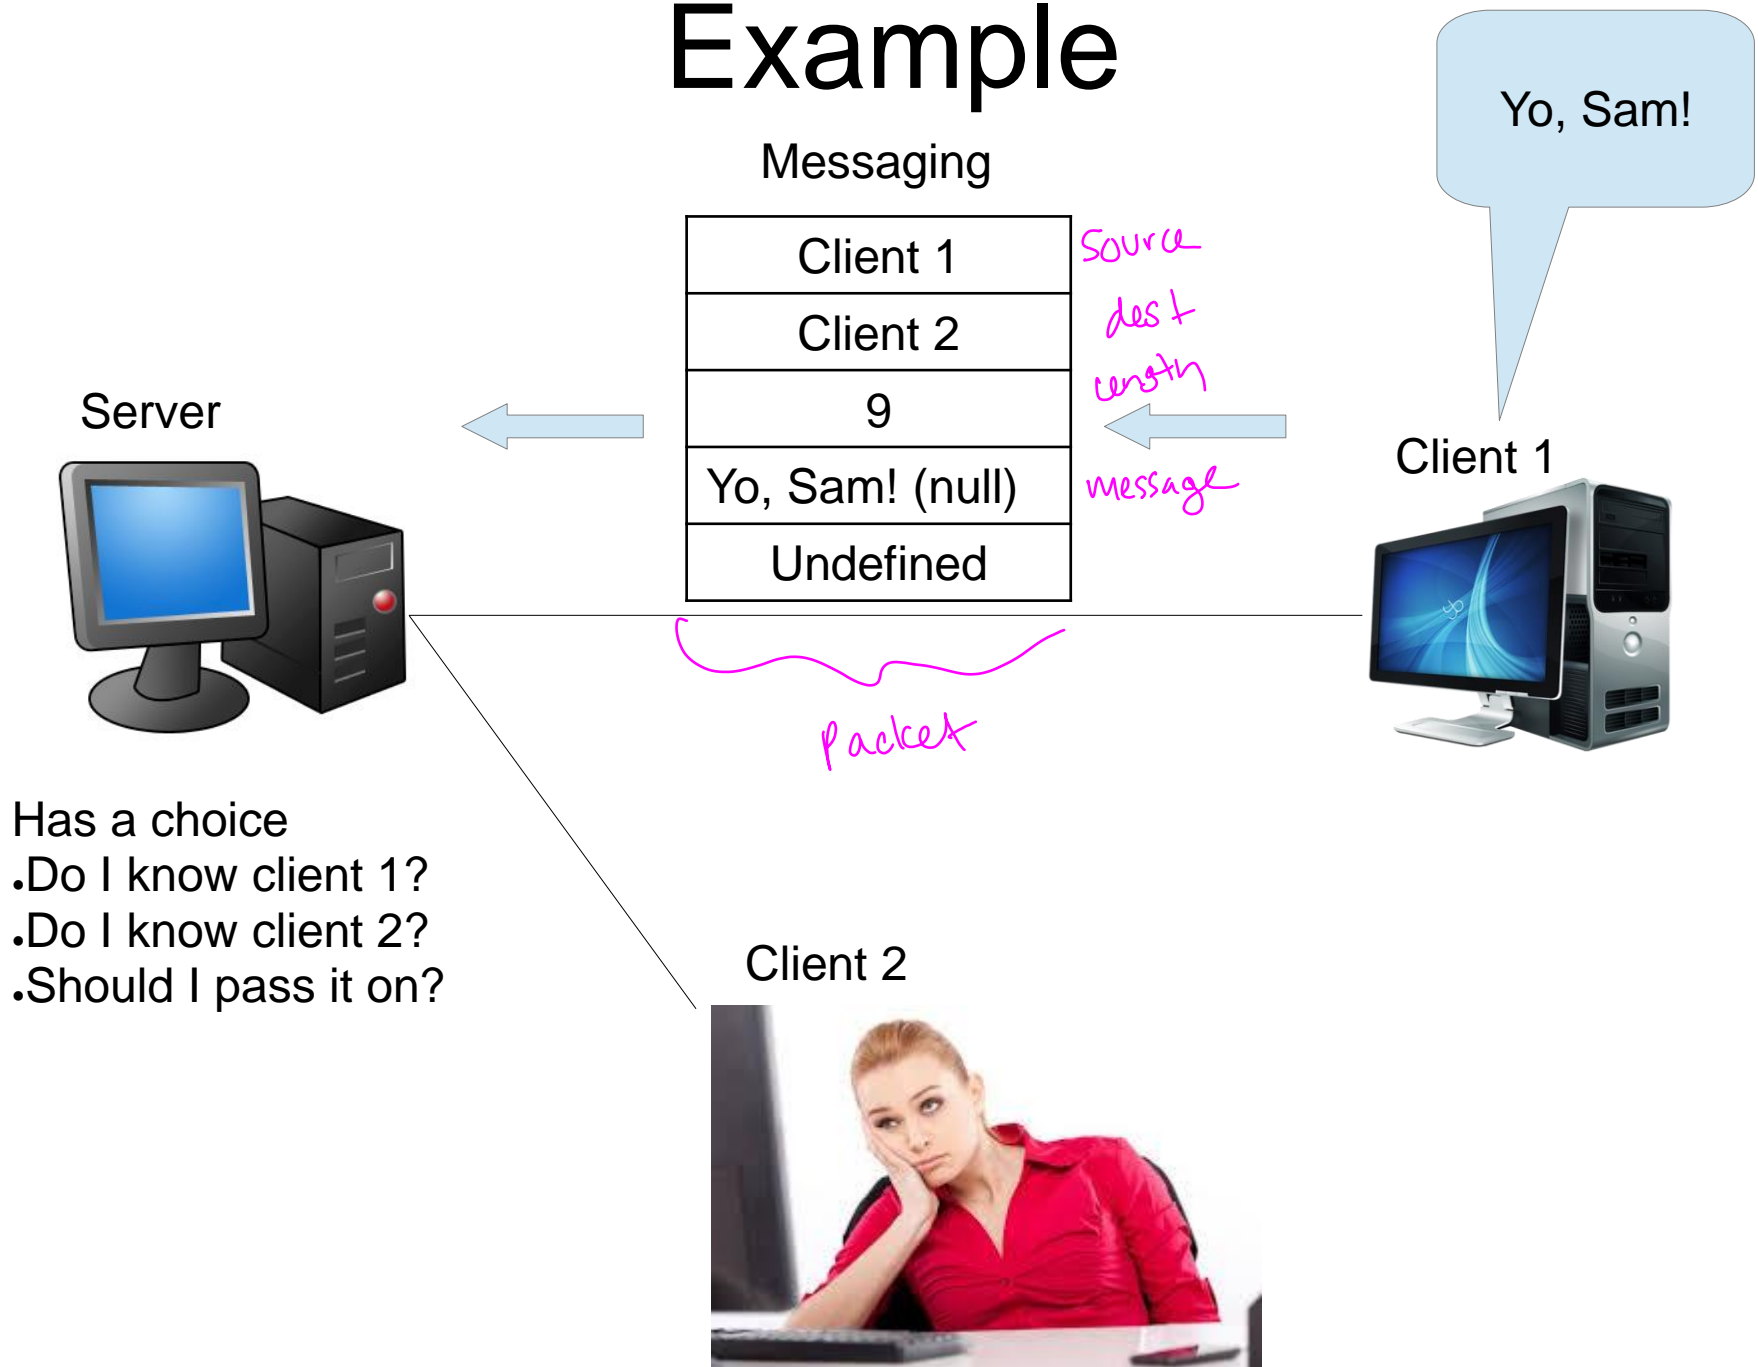 Example
Yo, Sam!
Messaging
Client 1 source
Client 2 dest
9 length
Yo, Sam! (null) message
Undefined
Server
Client 1
packet
Has a choice
•Do I know client 1?
•Do I know client 2?
•Should I pass it on?
Client 2